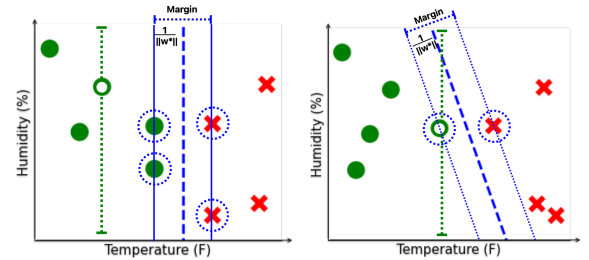 Margin
1
||w*||
Humidity (%)
Temperature (F)
Margin
1
||w*||
Humidity (%)
Temperature (F)